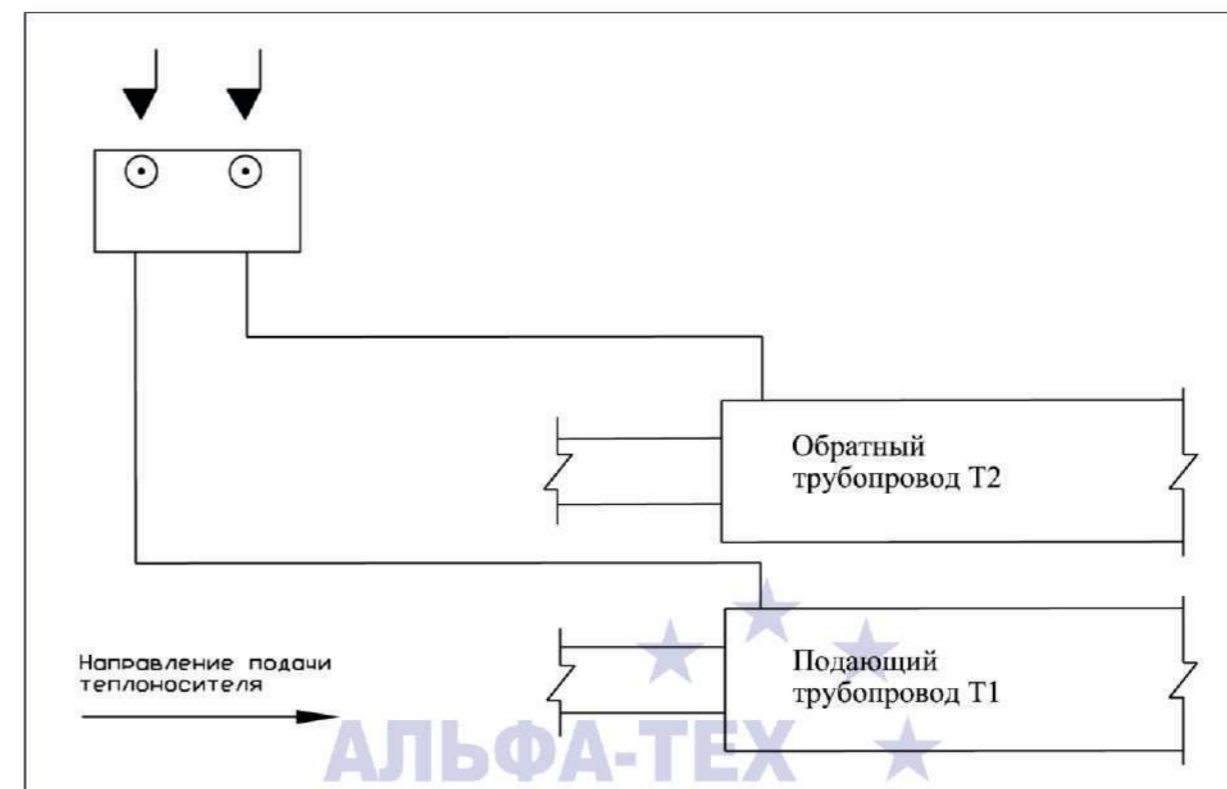 Обратный
трубопровод Т2
Подающий
трубопровод Т1
Направление подачи
теплоносителя
АЛЬФА-ТЕХ